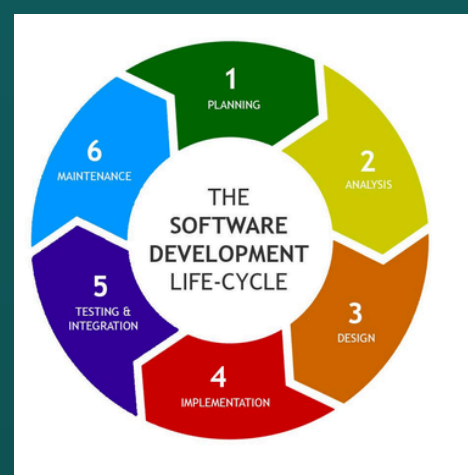 THE
SOFTWARE
DEVELOPMENT
LIFE-CYCLE
1
PLANNING
2
ANALYSIS
3
DESIGN
4
IMPLEMENTATION
5
TESTING &
INTEGRATION
6
MAINTENANCE